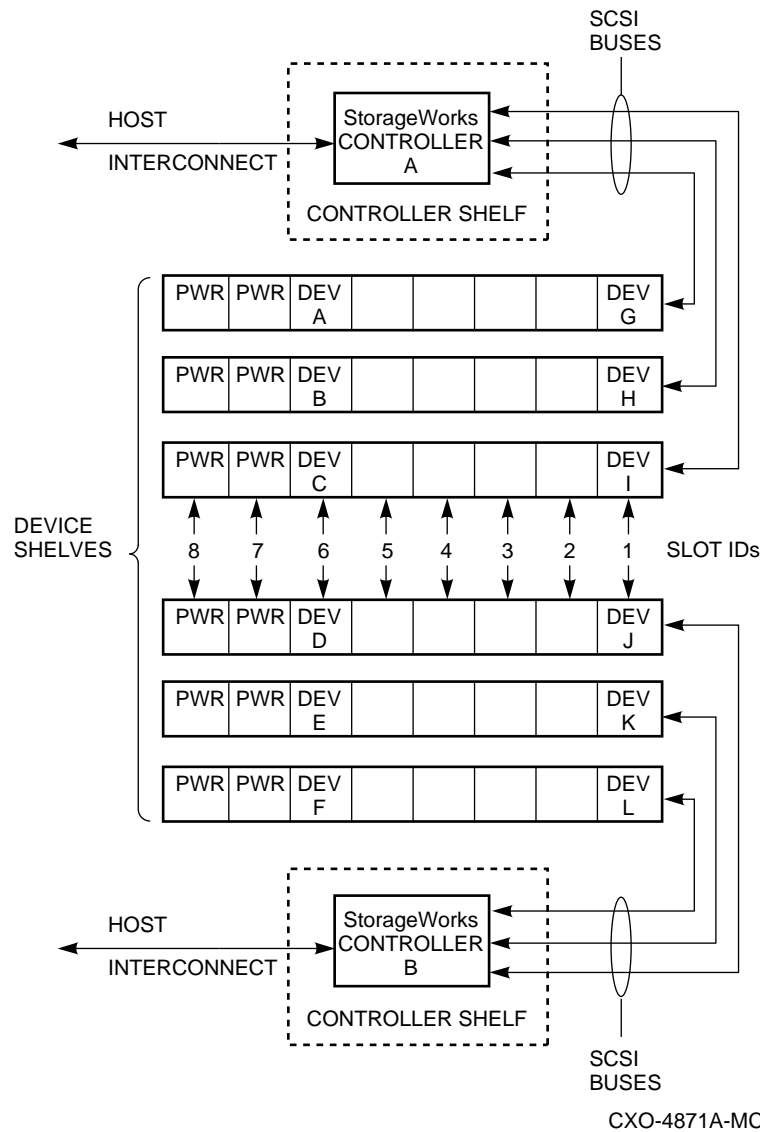 SCSI
BUSES
HOST
INTERCONNECT
StorageWorks
CONTROLLER
A
CONTROLLER SHELF
PWR PWR DEV A DEV G
PWR PWR DEV B DEV H
PWR PWR DEV C DEV I
DEVICE
SHELVES
8 7 6 5 4 3 2 1 SLOT IDs
PWR PWR DEV D DEV J
PWR PWR DEV E DEV K
PWR PWR DEV F DEV L
HOST
INTERCONNECT
StorageWorks
CONTROLLER
B
CONTROLLER SHELF
SCSI
BUSES
CXO-4871A-MC